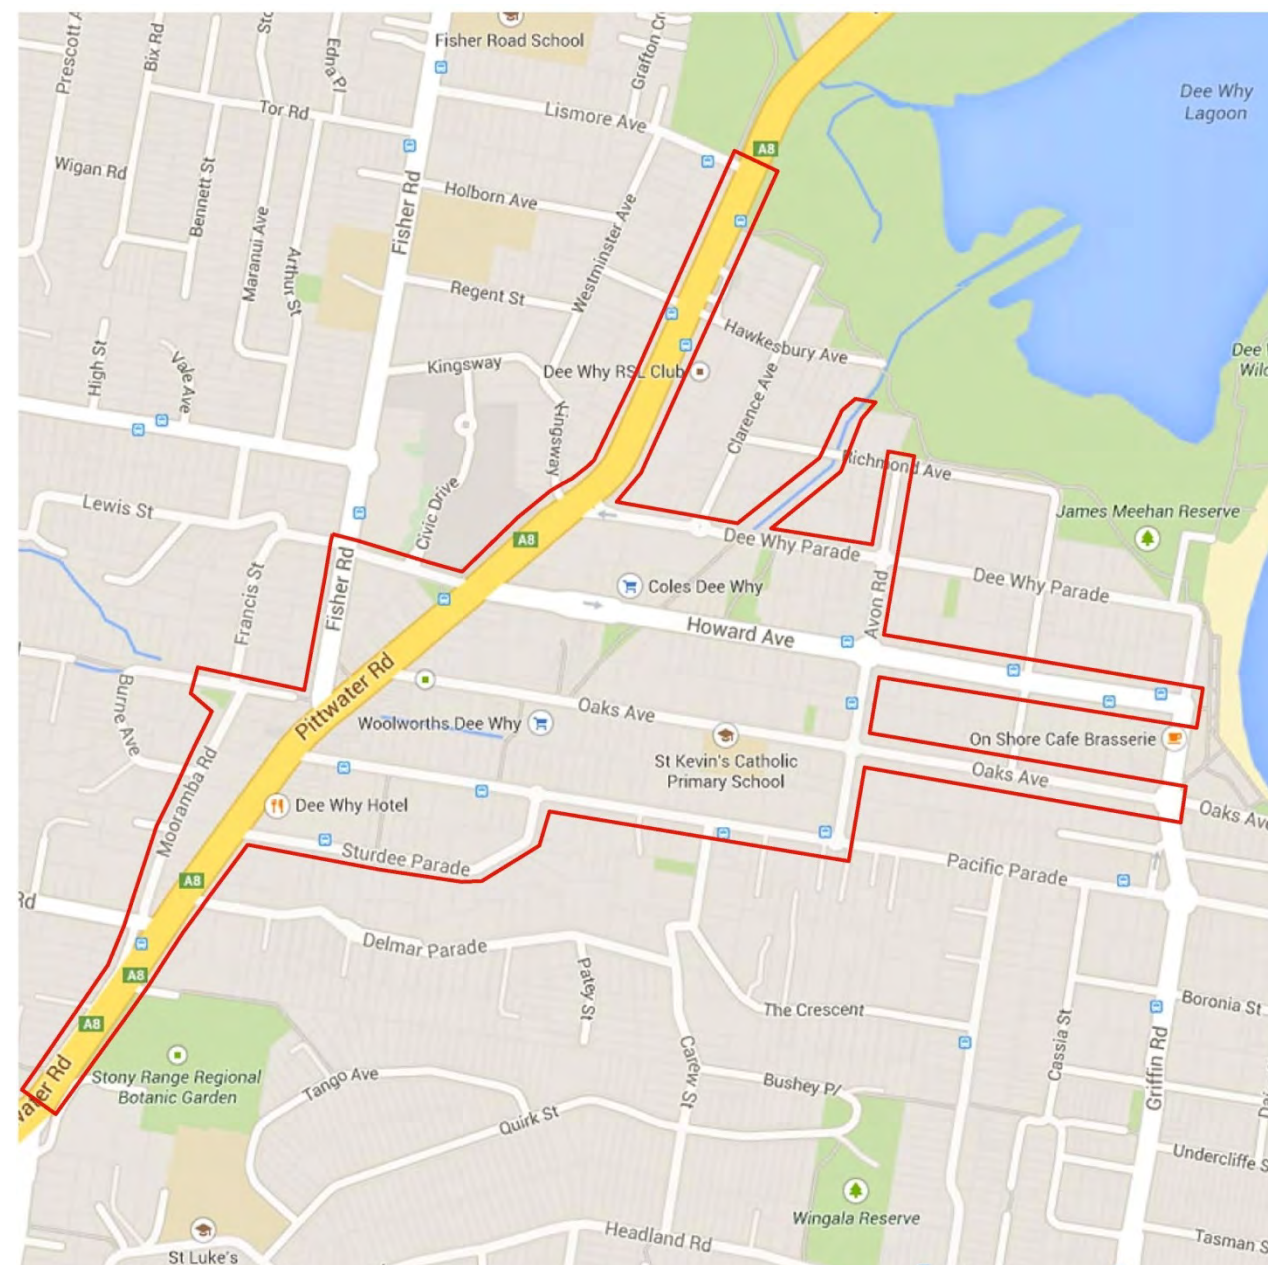 Prescott A
Bix Rd
Sto
Edna Pl
Fisher Road School
Grafton Cr
Dee Why
Lagoon
Tor Rd
Lismore Ave
A8
Wigan Rd
Bennett St
Maranui Ave
Arthur St
Fisher Rd
Holborn Ave
Westminster Ave
Regent St
Hawkesbury Ave
Dee
High St
Vale Ave
Kingsway
Dee Why RSL Club
Clarence Ave
Kingsway
Richmond Ave
Lewis St
Civic Drive
James Meehan Reserve
A8
Dee Why Parade
Francis St
Fisher Rd
Coles Dee Why
Avon Rd
Dee Why Parade
Howard Ave
Pittwater Rd
Burne Ave
Oaks Ave
Woolworths Dee Why
St Kevin's Catholic
Primary School
On Shore Cafe Brasserie
Oaks Ave
Oaks Ave
Mooramba Rd
Dee Why Hotel
Sturdee Parade
Pacific Parade
A8
Rd
Delmar Parade
Patey St
A8
The Crescent
Boronia St
A8
Cassia St
Griffin Rd
Carew St
water Rd
Stony Range Regional
Botanic Garden
Tango Ave
Bushey Pl
Quirk St
Undercliffe S
Wingala Reserve
Headland Rd
Tasman S
St Luke's